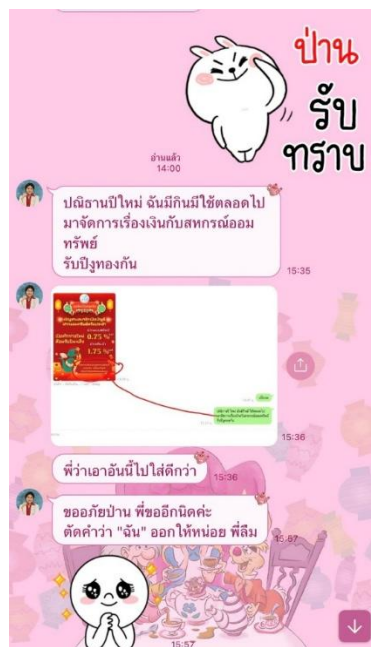 ป่าน
รับ
ทราบ
อ่านแล้ว
14:00
ปณิธานปีใหม่ ฉันมีกินมีใช้ตลอดไป
มาจัดการเรื่องเงินกับสหกรณ์ออม
ทรัพย์
รับปีงูทองกัน
15:35
0.75 %
1.75 %
15:36
พี่ว่าเอาอันนี้ไปใส่ดีกว่า
15:36
ขออภัยป่าน พี่ขออีกนิดค่ะ
ตัดคำว่า "ฉัน" ออกให้หน่อย พี่ลืม
15:57
15:57